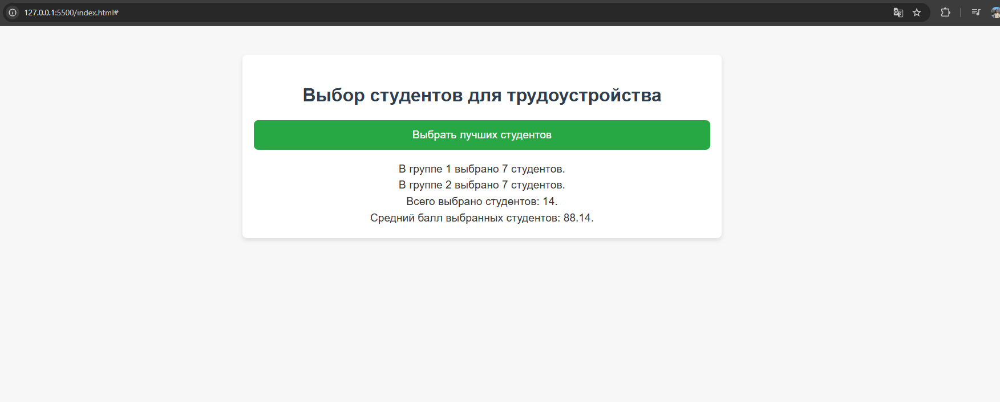 127.0.0.1:5500/index.html#
Выбор студентов для трудоустройства
Выбрать лучших студентов
В группе 1 выбрано 7 студентов.
В группе 2 выбрано 7 студентов.
Всего выбрано студентов: 14.
Средний балл выбранных студентов: 88.14.